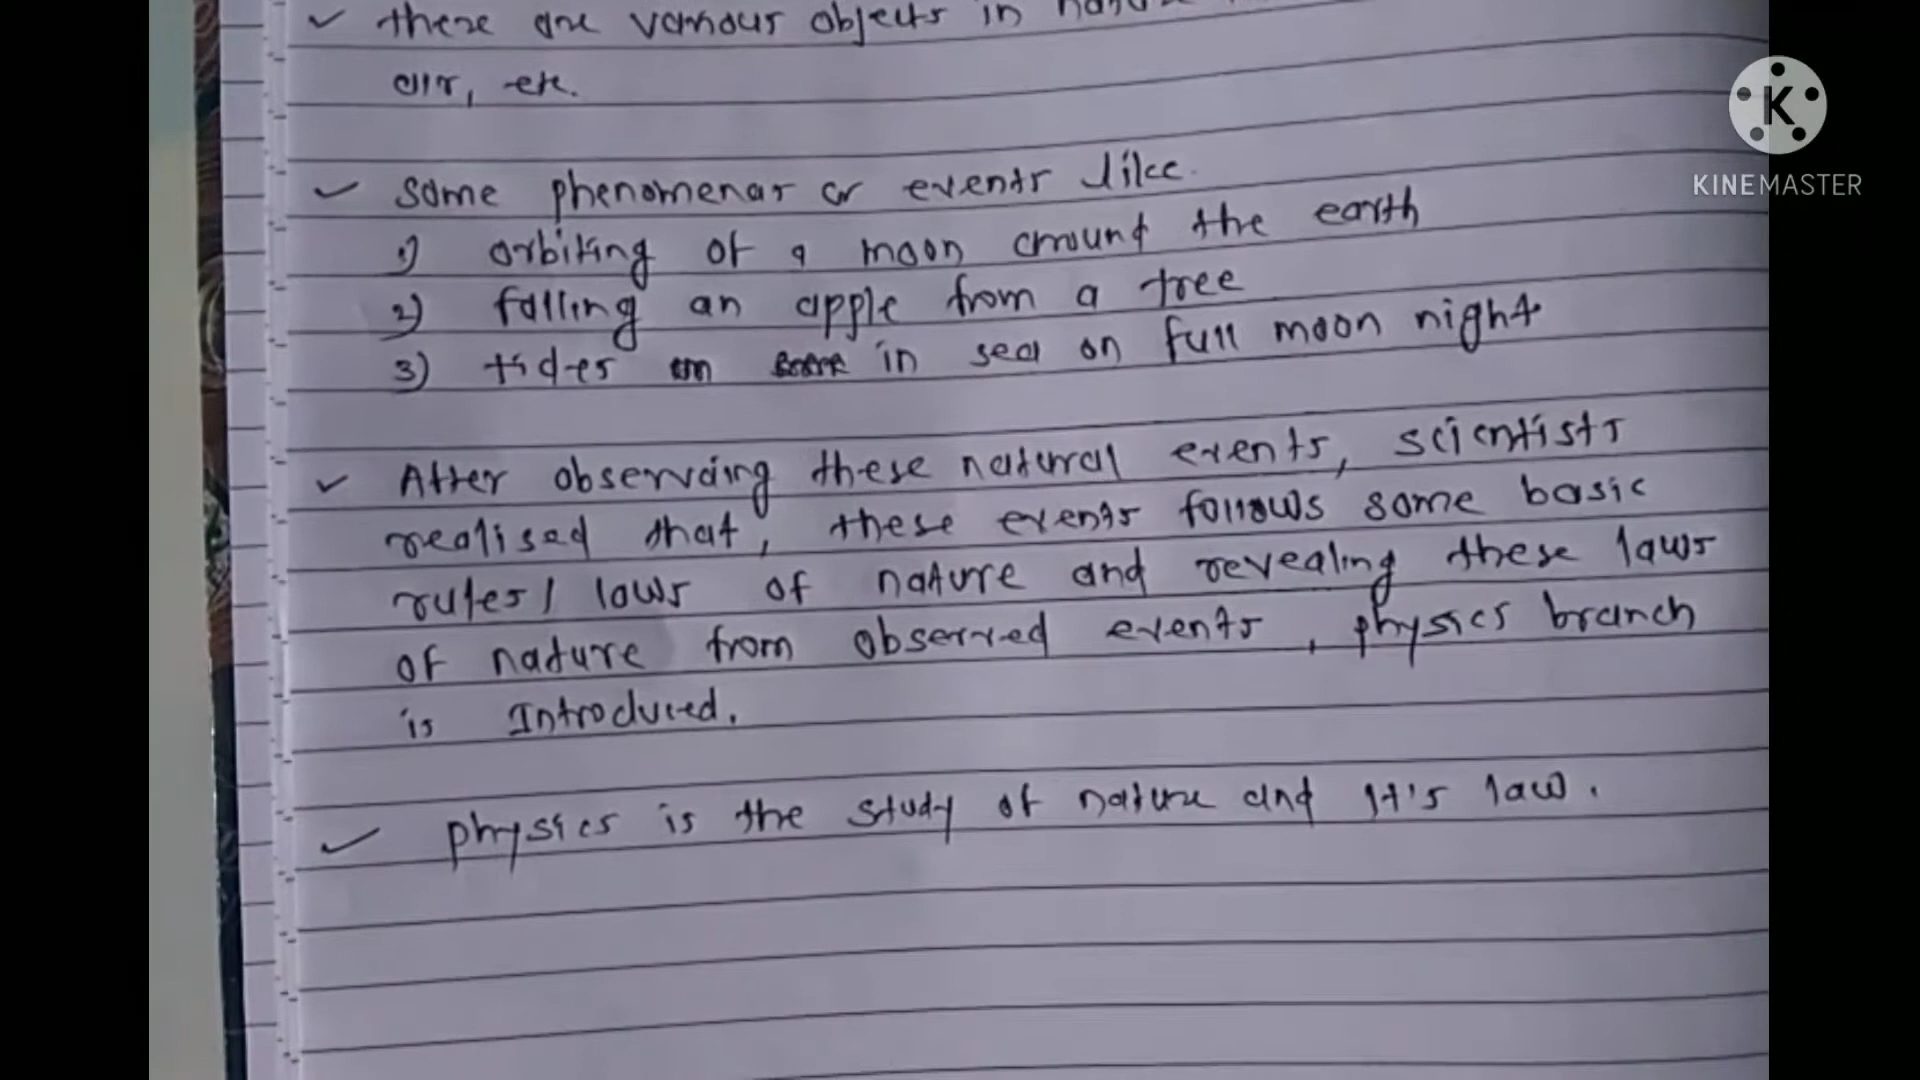 ✓ there are various objects in
air, etc.
✓ some phenomenas or events like.
1) orbiting of a moon around the earth
2) falling an apple from a tree
3) tides in sea on full moon night.
✓ After observing these natural events, scientists
realised that, these events follows some basic
rules/ laws of nature and revealing these laws
of nature from observed events, physics branch
is Introduced.
✓ physics is the study of nature and It's law.
K
KINEMASTER